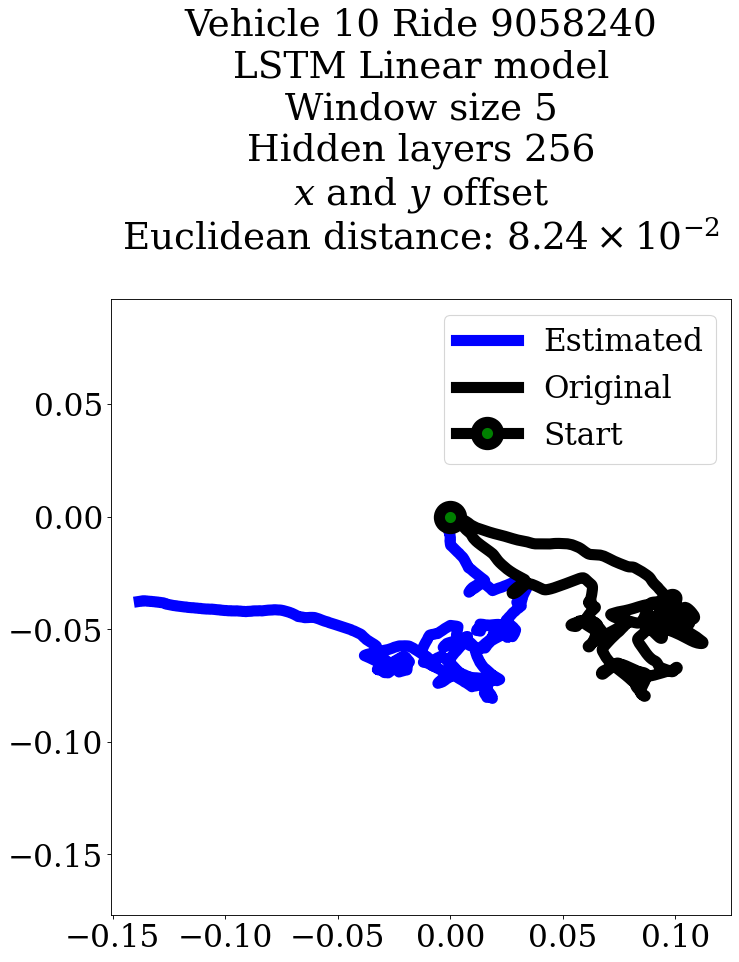 Vehicle 10 Ride 9058240
LSTM Linear model
Window size 5
Hidden layers 256
x and y offset
Euclidean distance: 8.24 × 10⁻²
Estimated
Original
Start
0.05
0.00
−0.05
−0.10
−0.15
−0.15 −0.10 −0.05 0.00 0.05 0.10